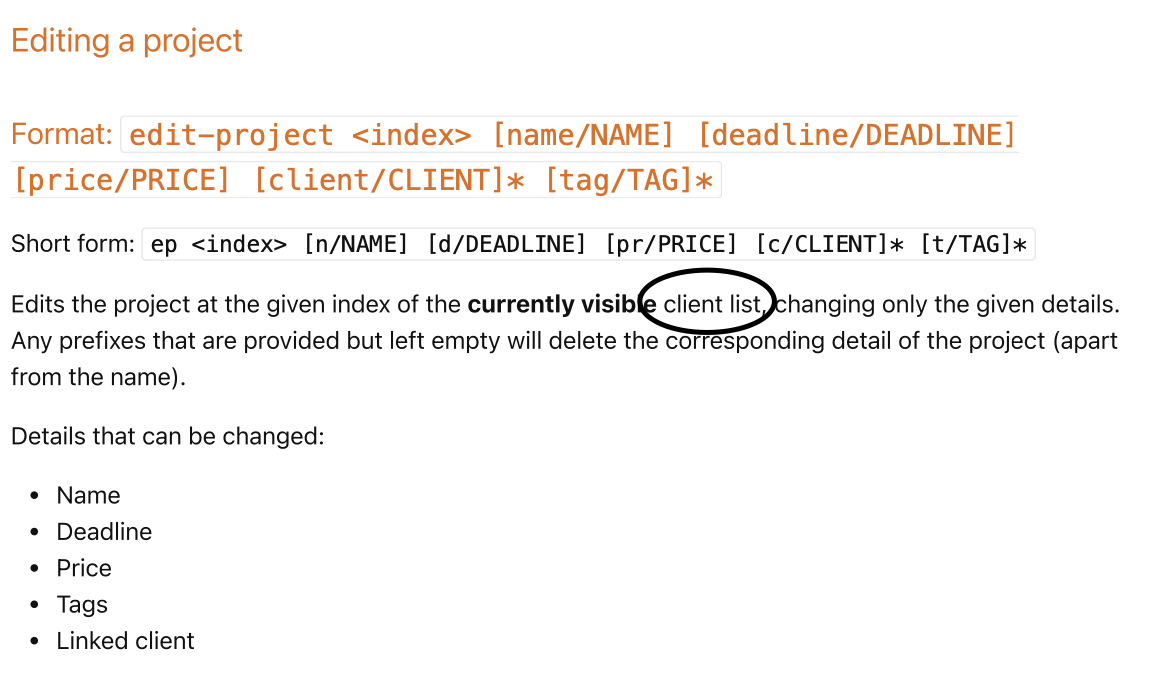 Editing a project
Format: edit-project <index> [name/NAME] [deadline/DEADLINE]
[price/PRICE] [client/CLIENT]* [tag/TAG]*
Short form: ep <index> [n/NAME] [d/DEADLINE] [pr/PRICE] [c/CLIENT]* [t/TAG]*
Edits the project at the given index of the currently visible client list, changing only the given details.
Any prefixes that are provided but left empty will delete the corresponding detail of the project (apart
from the name).
Details that can be changed:
• Name
• Deadline
• Price
• Tags
• Linked client